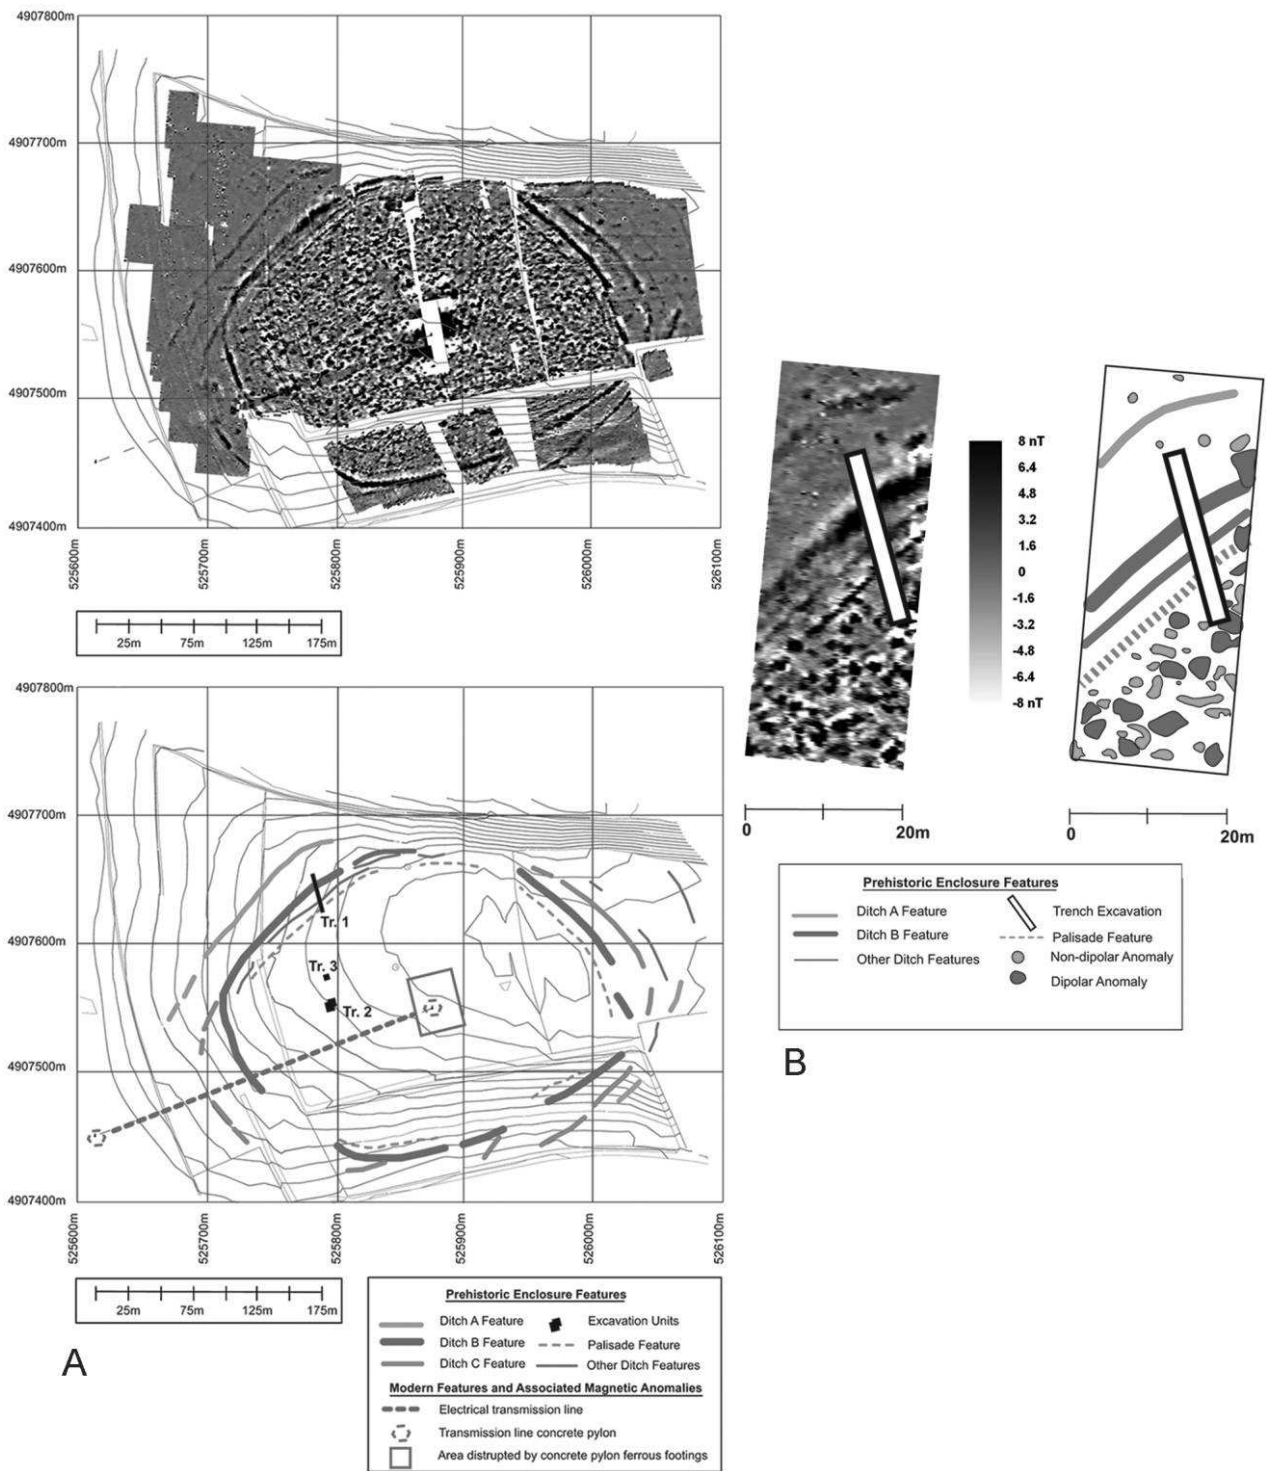 4907800m
4907700m
4907600m
4907500m
4907400m
525600m
525700m
525800m
525900m
526000m
526100m
25m 75m 125m 175m
8 nT
6.4
4.8
3.2
1.6
0
-1.6
-3.2
-4.8
-6.4
-8 nT
0 20m
0 20m
Prehistoric Enclosure Features
Ditch A Feature
Trench Excavation
Ditch B Feature
Palisade Feature
Other Ditch Features
Non-dipolar Anomaly
Dipolar Anomaly
B
4907800m
4907700m
4907600m
4907500m
4907400m
Tr. 1
Tr. 3
Tr. 2
525600m
525700m
525800m
525900m
526000m
526100m
25m 75m 125m 175m
A
Prehistoric Enclosure Features
Ditch A Feature
Excavation Units
Ditch B Feature
Palisade Feature
Ditch C Feature
Other Ditch Features
Modern Features and Associated Magnetic Anomalies
Electrical transmission line
Transmission line concrete pylon
Area distrupted by concrete pylon ferrous footings